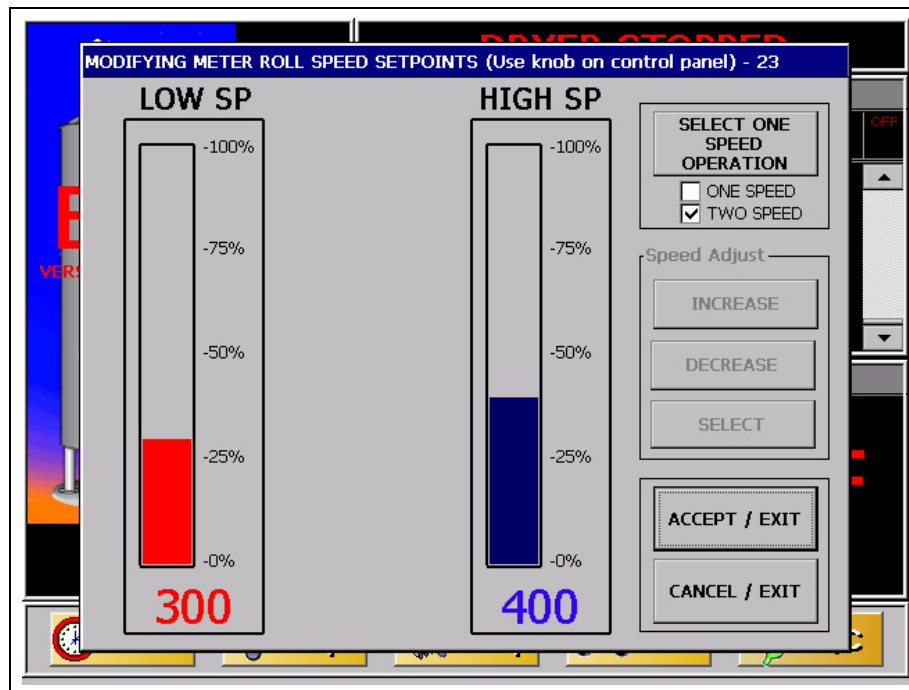 DRYER STOPPED
MODIFYING METER ROLL SPEED SETPOINTS (Use knob on control panel) - 23
LOW SP
-100%
-75%
-50%
-25%
-0%
300
HIGH SP
-100%
-75%
-50%
-25%
-0%
400
SELECT ONE
SPEED
OPERATION
ONE SPEED
TWO SPEED
Speed Adjust
INCREASE
DECREASE
SELECT
ACCEPT / EXIT
CANCEL / EXIT
OFF
VERS